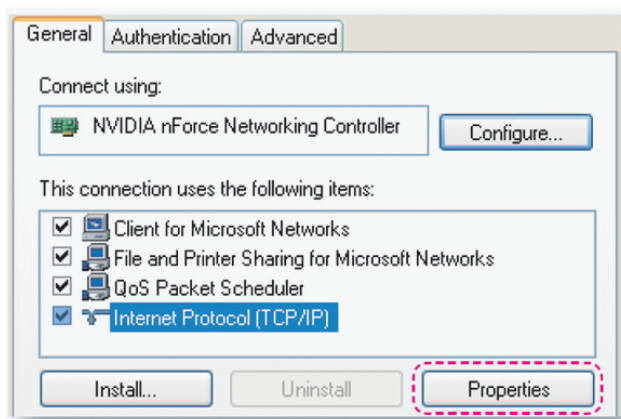 General Authentication Advanced
Connect using:
NVIDIA nForce Networking Controller
Configure...
This connection uses the following items:
Client for Microsoft Networks
File and Printer Sharing for Microsoft Networks
QoS Packet Scheduler
Internet Protocol (TCP/IP)
Install... Uninstall Properties